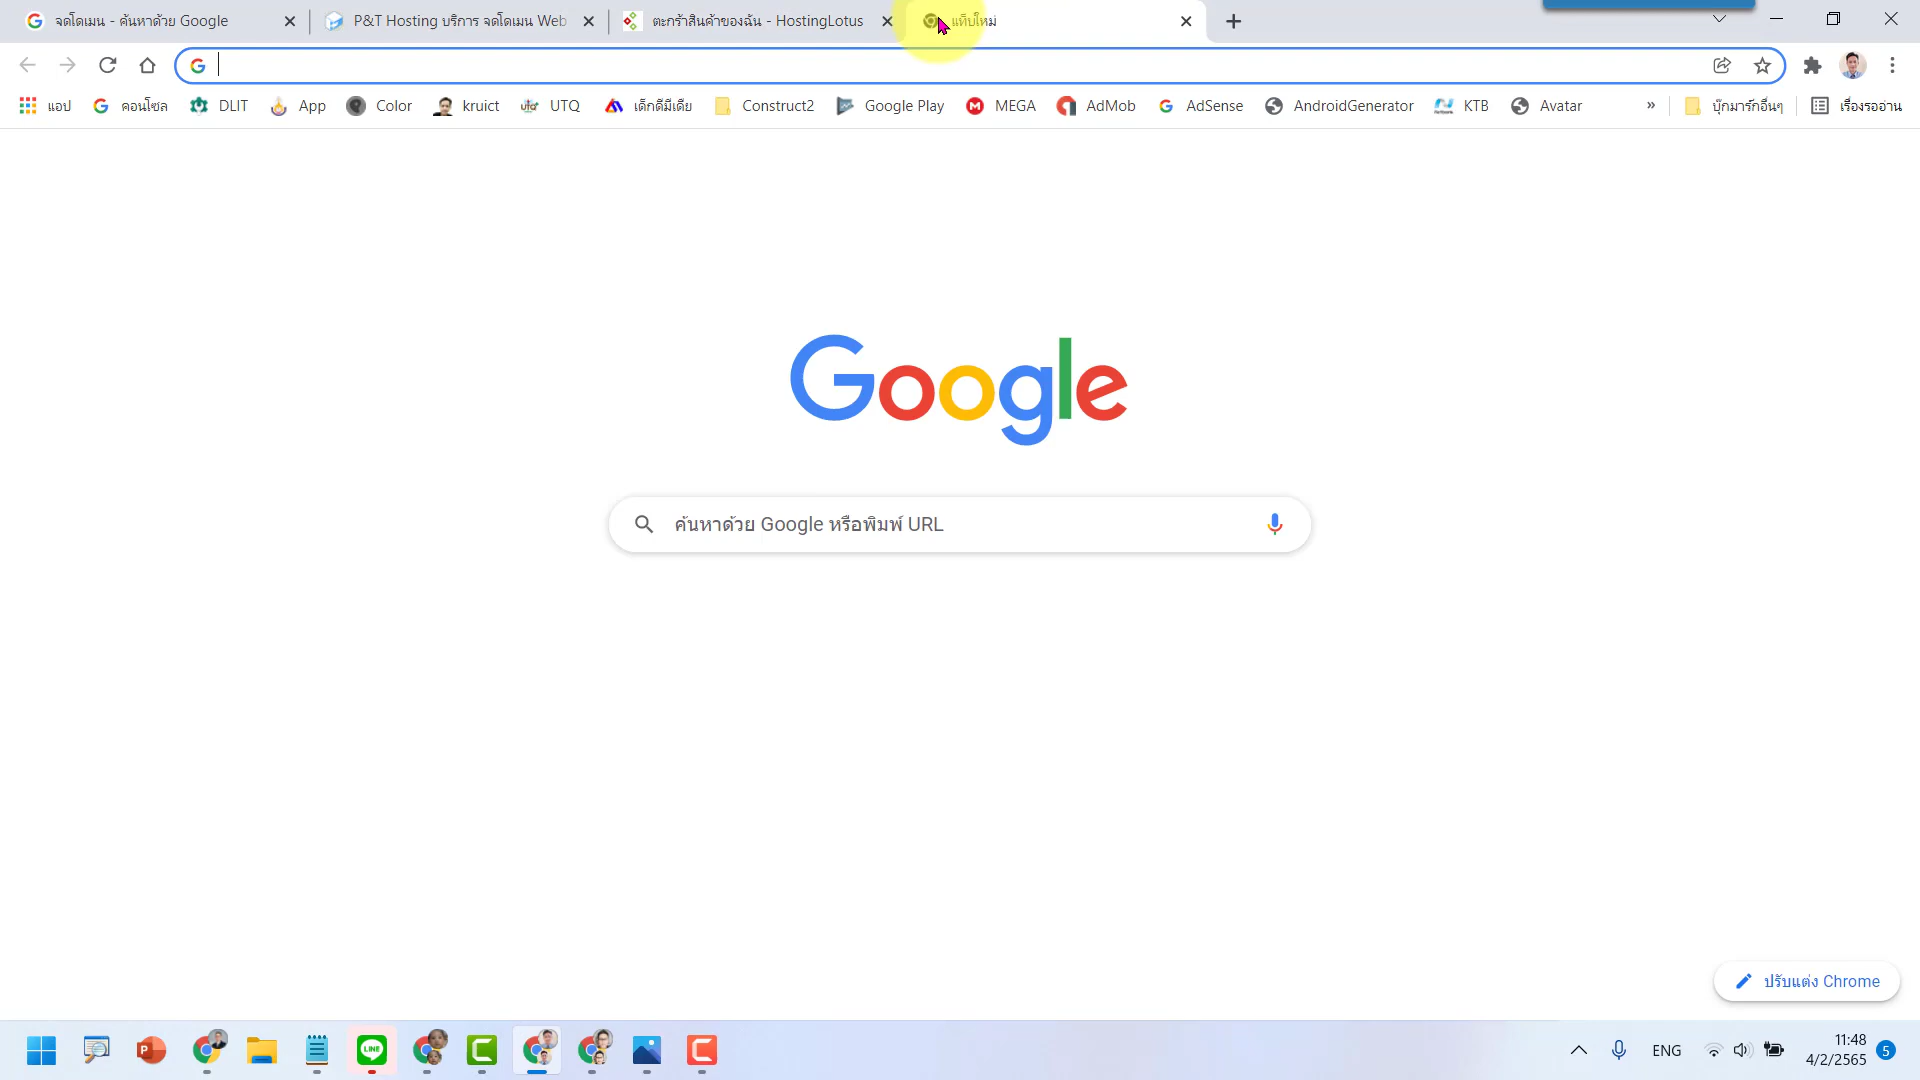 จดโดเมน - ค้นหาด้วย Google
P&T Hosting บริการ จดโดเมน Web
ตะกร้าสินค้าของฉัน - HostingLotus
แท็บใหม่
แอป
คอนโซล
DLIT
App
Color
kruict
UTQ
เด็กดีมีเดีย
Construct2
Google Play
MEGA
AdMob
AdSense
AndroidGenerator
KTB
Avatar
»
บุ๊กมาร์กอื่นๆ
เรื่องรออ่าน
Google
ค้นหาด้วย Google หรือพิมพ์ URL
ปรับแต่ง Chrome
LINE
ENG
11:48
4/2/2565
5